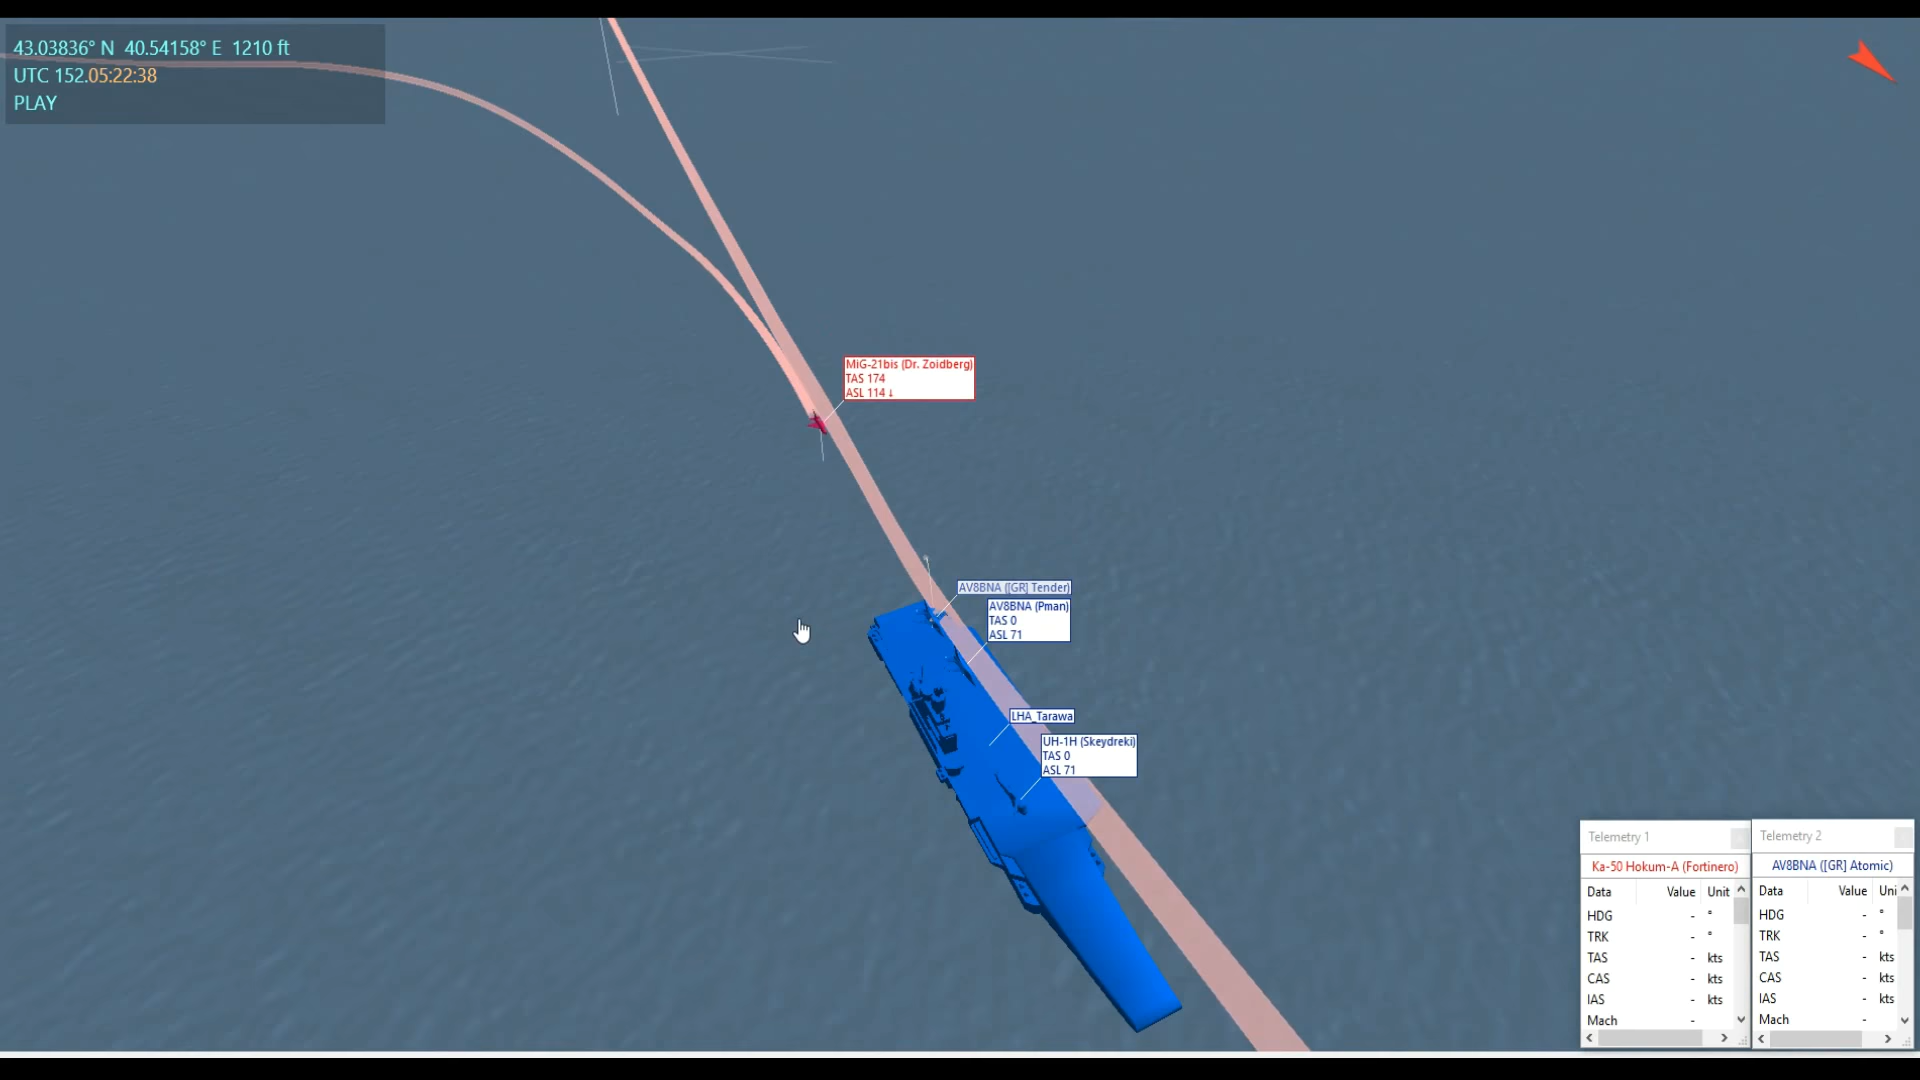 43.03836° N 40.54158° E 1210 ft
UTC 152.05:22:38
PLAY
MiG-21bis (Dr. Zoidberg)
TAS 174
ASL 114 ↓
AV8BNA ([GR] Tender)
AV8BNA (Pman)
TAS 0
ASL 71
LHA_Tarawa
UH-1H (Skeydreki)
TAS 0
ASL 71
Telemetry 1
Ka-50 Hokum-A (Fortinero)
Data Value Unit
HDG - °
TRK - °
TAS - kts
CAS - kts
IAS - kts
Mach -
Telemetry 2
AV8BNA ([GR] Atomic)
Data Value Uni
HDG - °
TRK - °
TAS - kts
CAS - kts
IAS - kts
Mach -